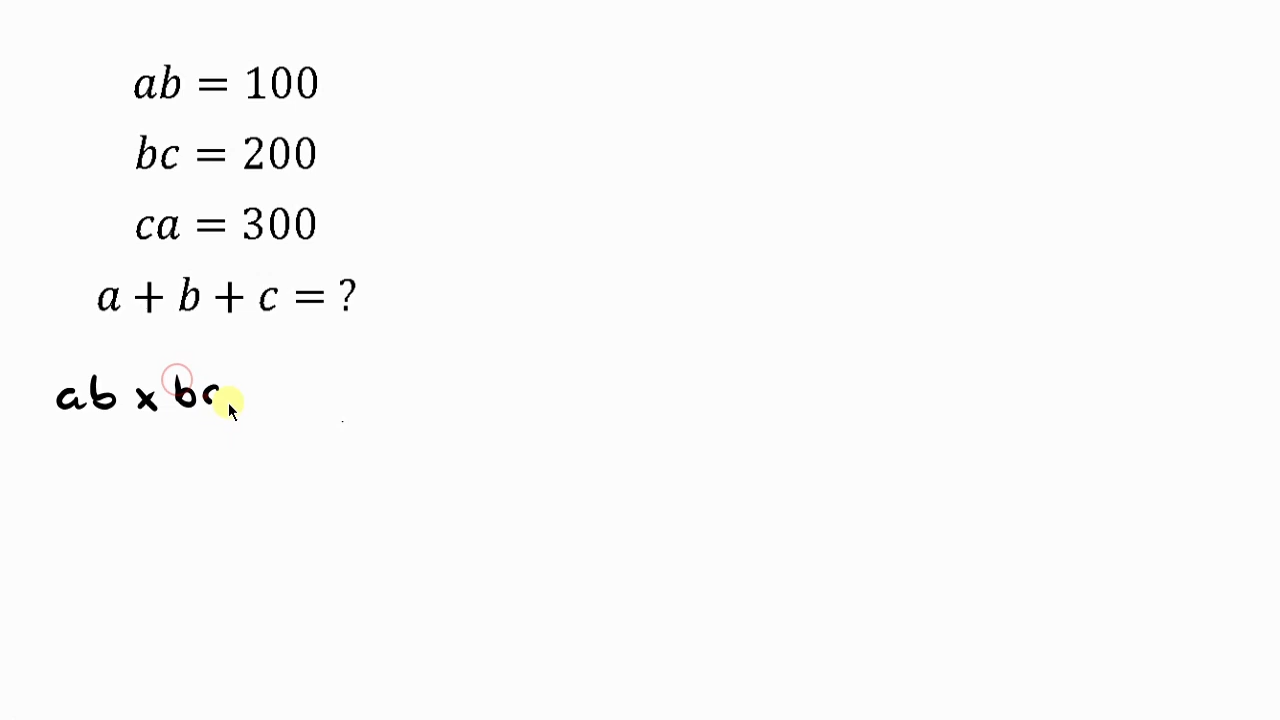 ab = 100
bc = 200
ca = 300
a + b + c = ?
ab x bc